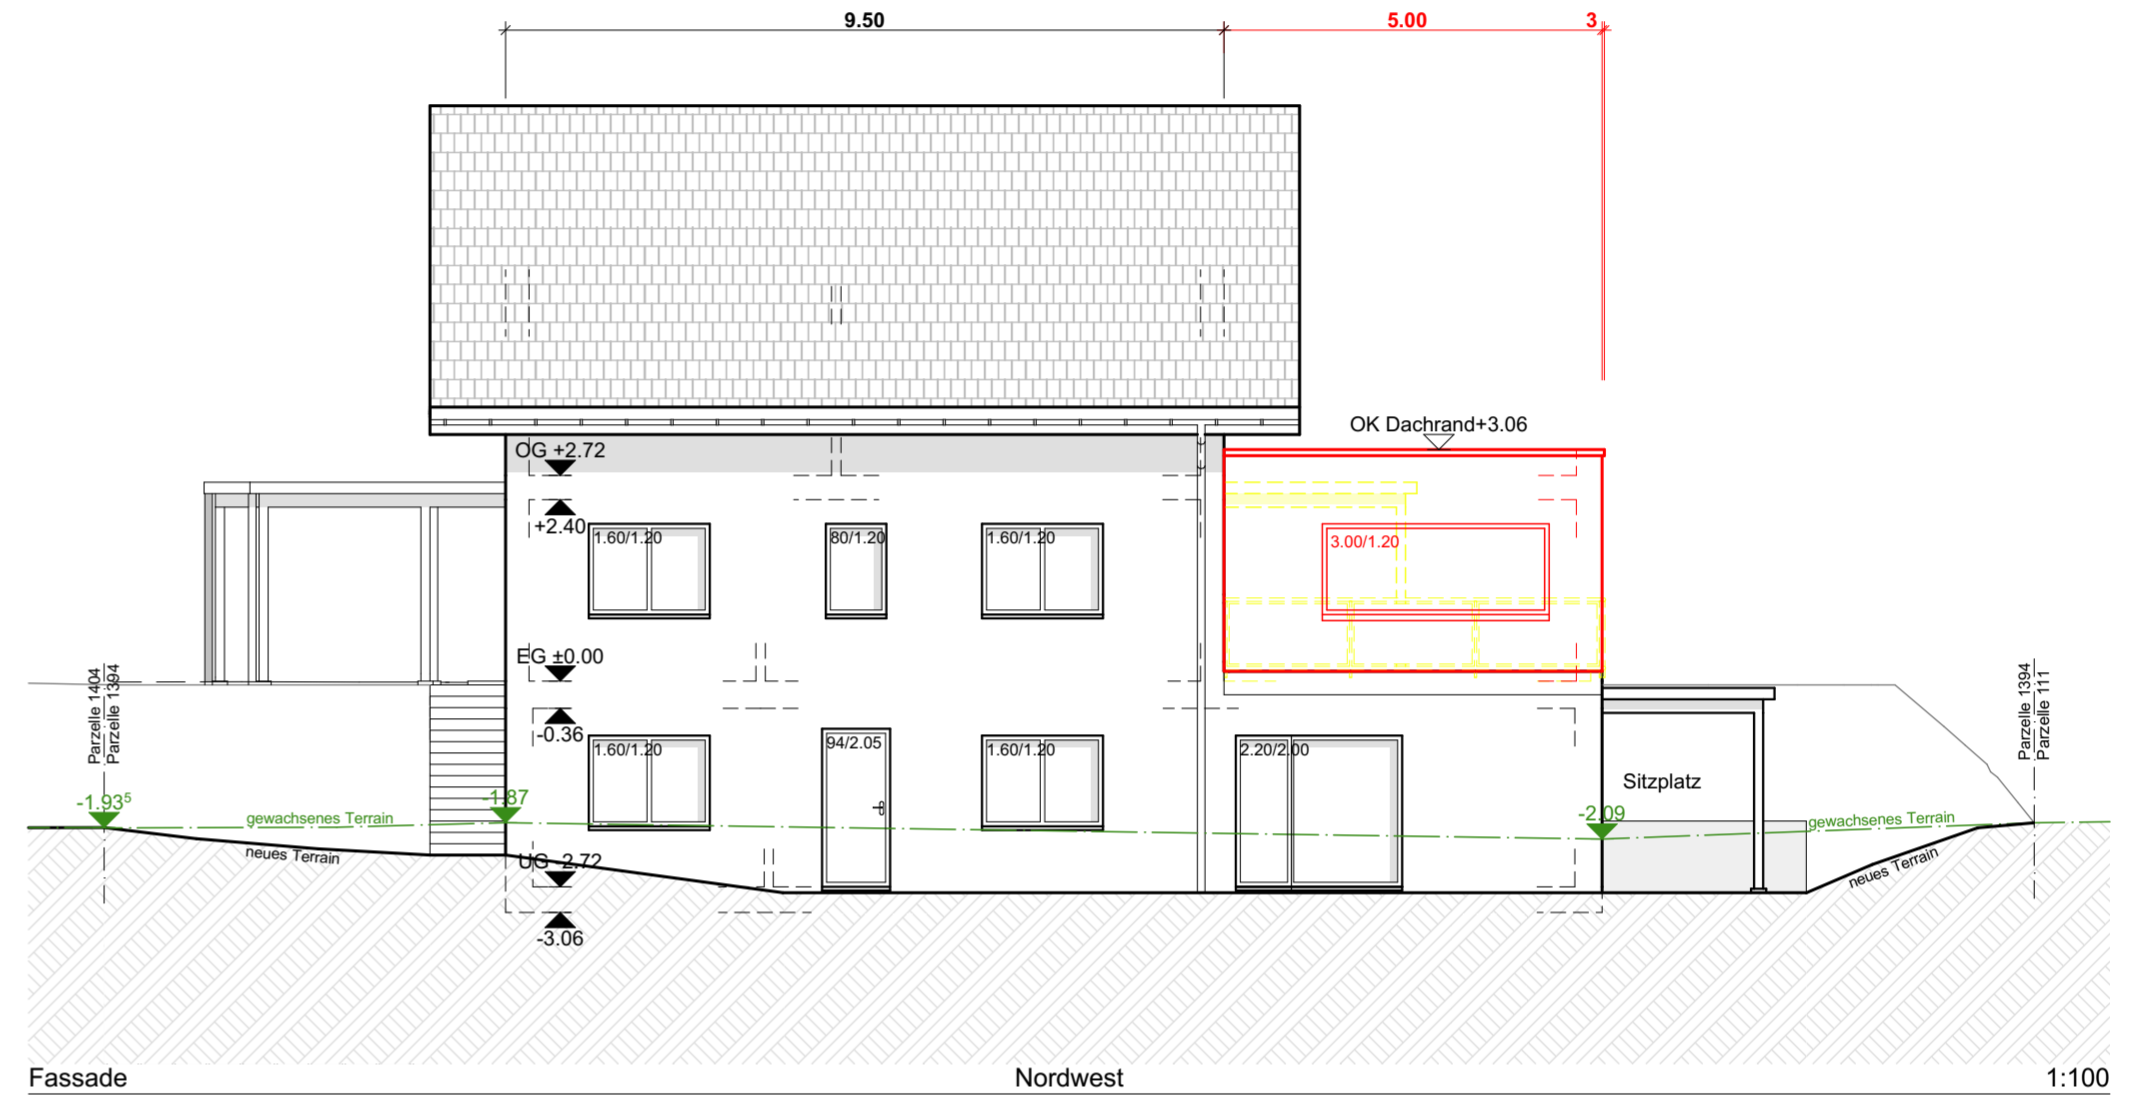 9.50 5.00 3
OK Dachrand+3.06
OG +2.72
+2.40
1.60/1.20 80/1.20 1.60/1.20 3.00/1.20
EG ±0.00
Parzelle 1404
Parzelle 1394
Parzelle 1394
Parzelle 111
-0.36
1.60/1.20 94/2.05 1.60/1.20 2.20/2.00
Sitzplatz
-1.93⁵ -1.87 -2.09
gewachsenes Terrain gewachsenes Terrain
neues Terrain neues Terrain
UG -2.72
-3.06
Fassade Nordwest 1:100